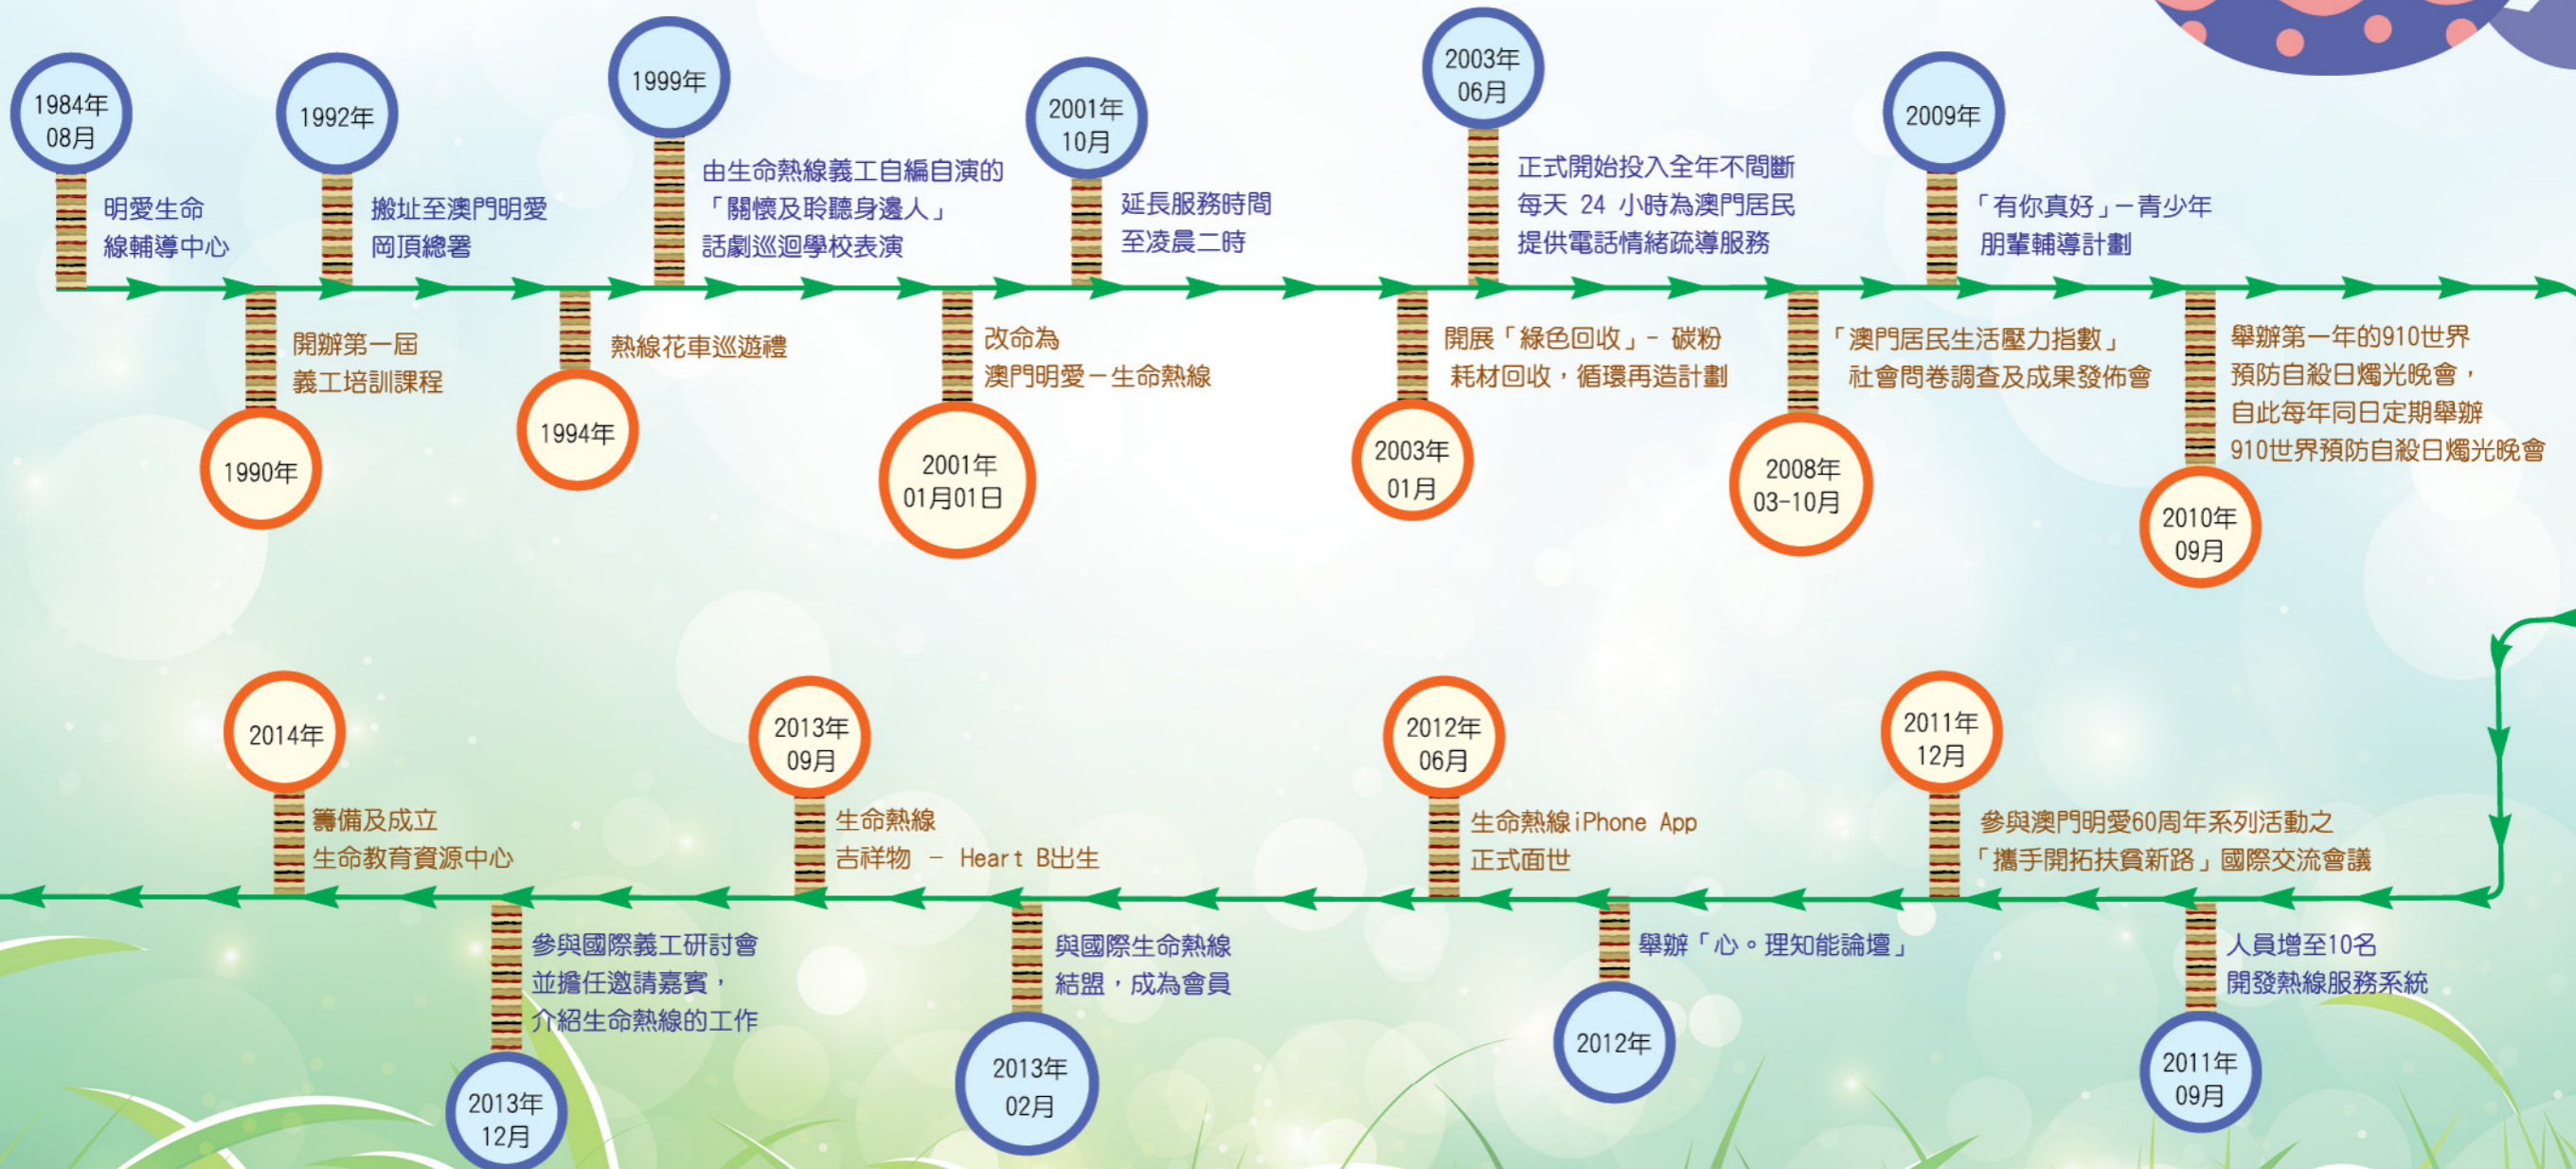 1984年
08月
明愛生命
線輔導中心
1990年
開辦第一屆
義工培訓課程
1992年
搬址至澳門明愛
岡頂總署
1994年
熱線花車巡遊禮
1999年
由生命熱線義工自編自演的
「關懷及聆聽身邊人」
話劇巡迴學校表演
2001年
01月01日
改命為
澳門明愛－生命熱線
2001年
10月
延長服務時間
至凌晨二時
2003年
01月
開展「綠色回收」- 碳粉
耗材回收，循環再造計劃
2003年
06月
正式開始投入全年不間斷
每天 24 小時為澳門居民
提供電話情緒疏導服務
2008年
03-10月
「澳門居民生活壓力指數」
社會問卷調查及成果發佈會
2009年
「有你真好」－青少年
朋輩輔導計劃
2010年
09月
舉辦第一年的910世界
預防自殺日燭光晚會，
自此每年同日定期舉辦
910世界預防自殺日燭光晚會
2011年
09月
人員增至10名
開發熱線服務系統
2011年
12月
參與澳門明愛60周年系列活動之
「攜手開拓扶貧新路」國際交流會議
2012年
舉辦「心。理知能論壇」
2012年
06月
生命熱線iPhone App
正式面世
2013年
02月
與國際生命熱線
結盟，成為會員
2013年
09月
生命熱線
吉祥物 － Heart B出生
2013年
12月
參與國際義工研討會
並擔任邀請嘉賓，
介紹生命熱線的工作
2014年
籌備及成立
生命教育資源中心